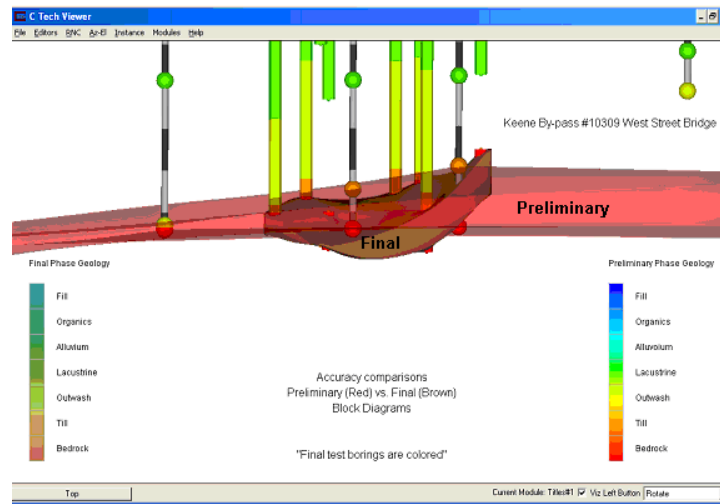 C Tech Viewer
File Editors RNC Az-El Instance Modules Help
Keene By-pass #10309 West Street Bridge
Preliminary
Final
Final Phase Geology
Preliminary Phase Geology
Fill
Organics
Alluvium
Lacustrine
Outwash
Till
Bedrock
Fill
Organics
Alluvoium
Lacustrine
Outwash
Till
Bedrock
Accuracy comparisons
Preliminary (Red) vs. Final (Brown)
Block Diagrams
"Final test borings are colored"
Top
Current Module: Titles#1 Viz Left Button Rotate